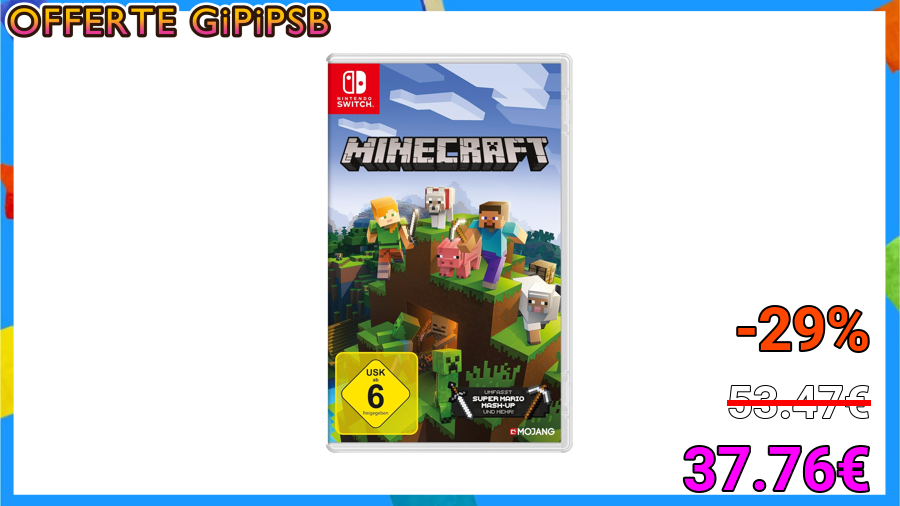 OFFERTE GiPiPSB
NINTENDO
SWITCH.
MINECRAFT
USK
ab
6
freigegeben
UMFASST
SUPER MARIO
MASH-UP
UND MEHR!
MOJANG
-29%
53.47€
37.76€